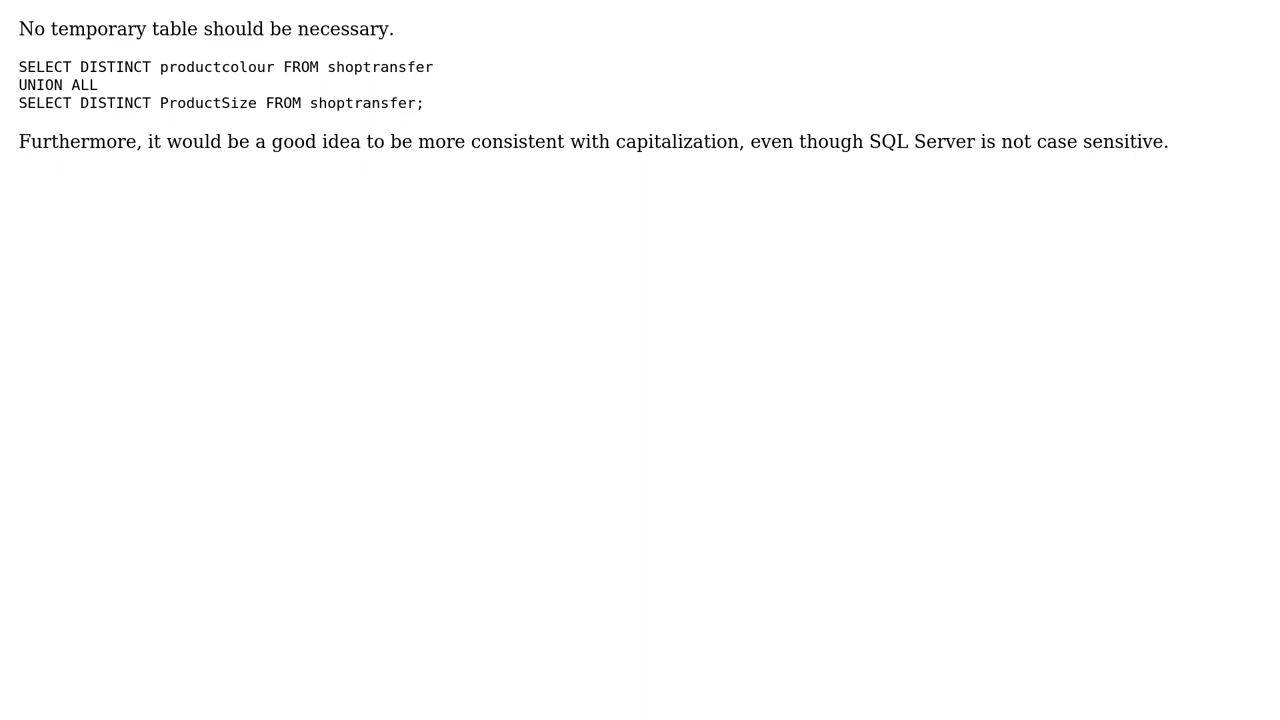 No temporary table should be necessary.
SELECT DISTINCT productcolour FROM shoptransfer
UNION ALL
SELECT DISTINCT ProductSize FROM shoptransfer;
Furthermore, it would be a good idea to be more consistent with capitalization, even though SQL Server is not case sensitive.